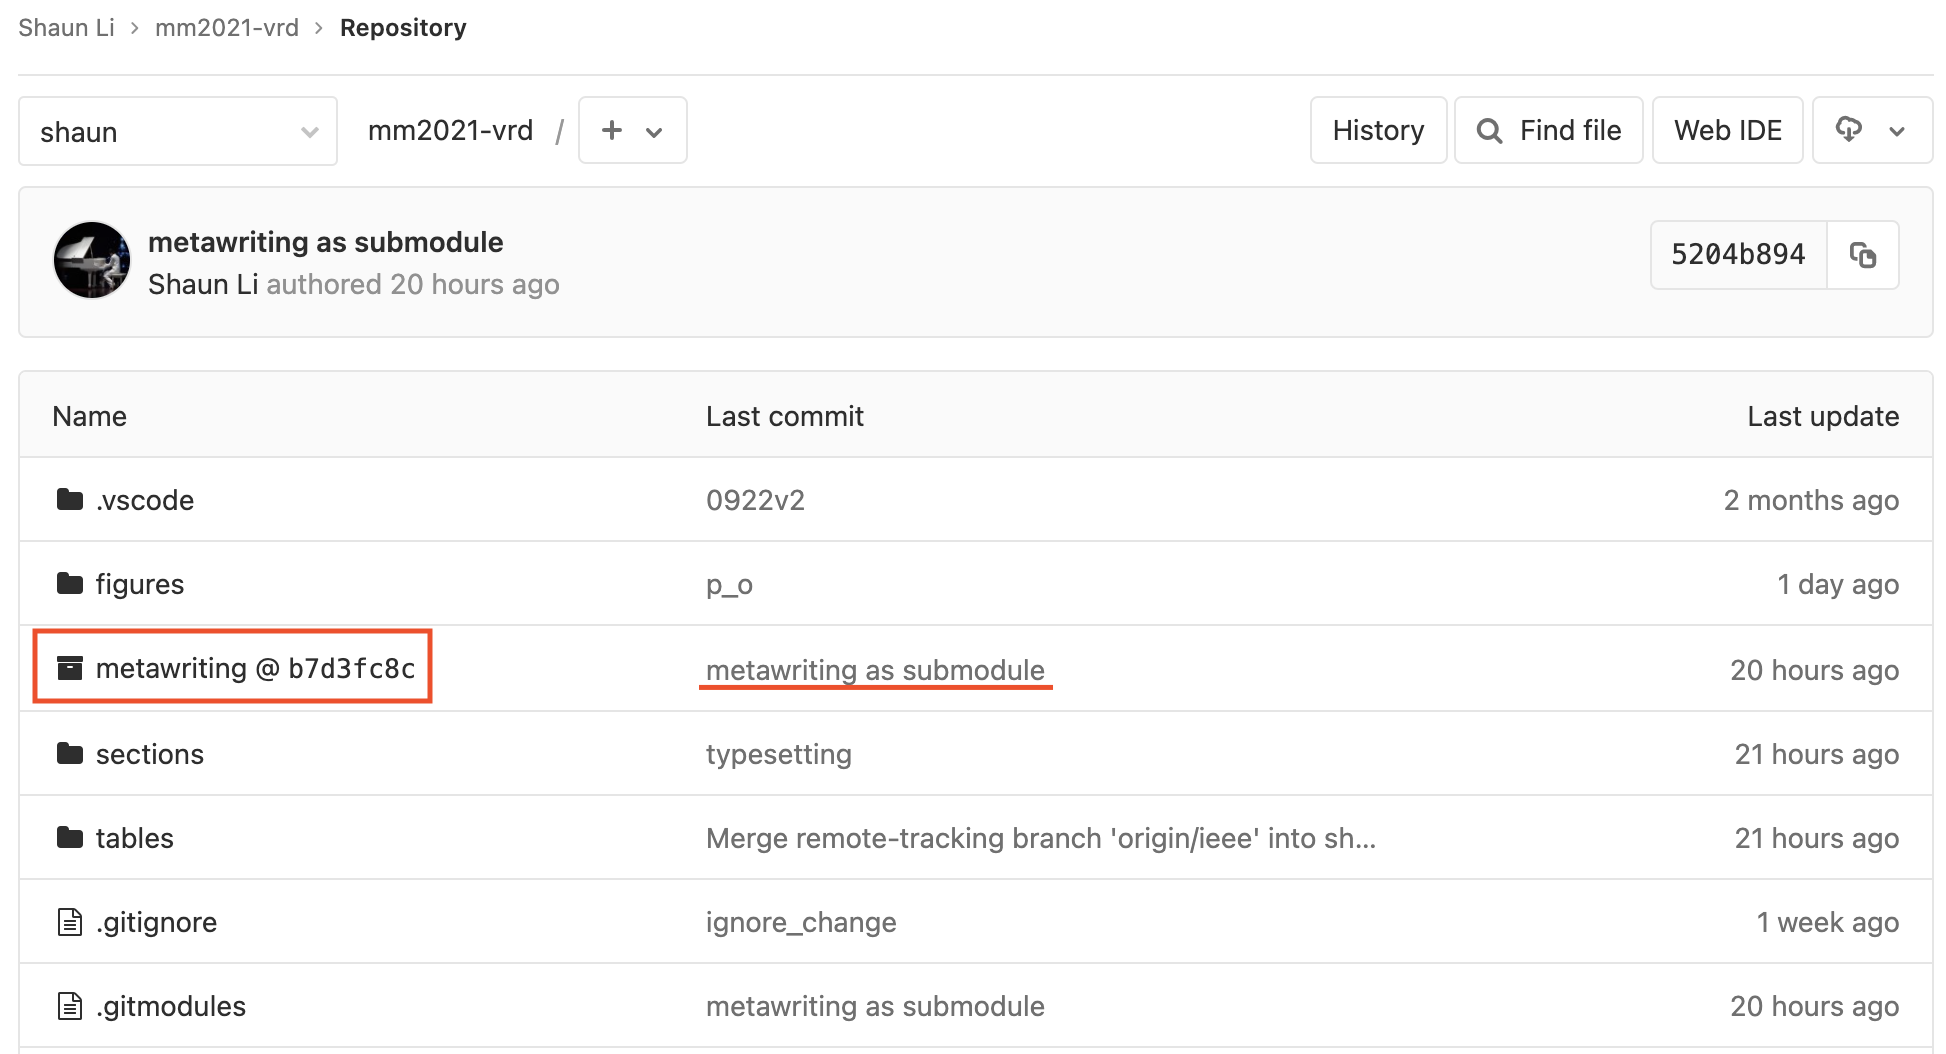 Shaun Li › mm2021-vrd › Repository
shaun mm2021-vrd / + History Find file Web IDE
metawriting as submodule
Shaun Li authored 20 hours ago
5204b894
Name Last commit Last update
.vscode 0922v2 2 months ago
figures p_o 1 day ago
metawriting @ b7d3fc8c metawriting as submodule 20 hours ago
sections typesetting 21 hours ago
tables Merge remote-tracking branch 'origin/ieee' into sh... 21 hours ago
.gitignore ignore_change 1 week ago
.gitmodules metawriting as submodule 20 hours ago